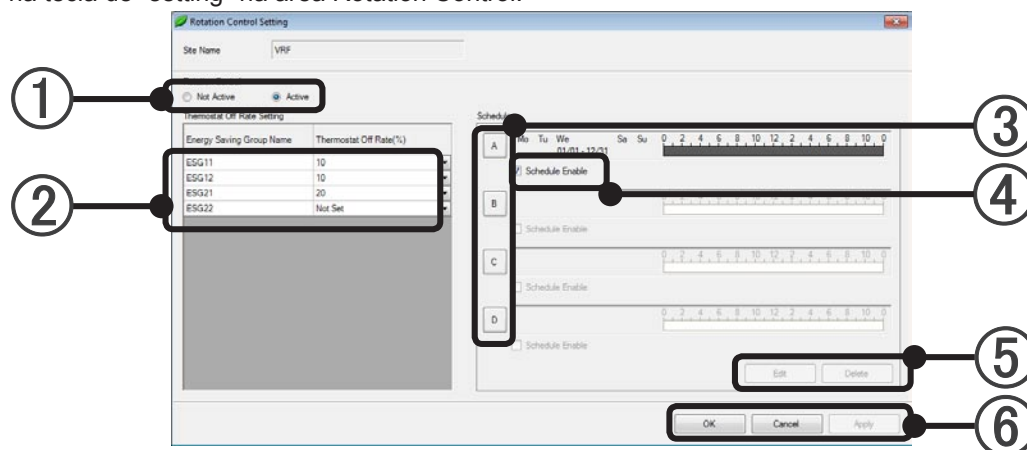 na tecla de "setting" na área Rotation Control.
Rotation Control Setting
Site Name VRF
①
Not Active Active
Thermostat Off Rate Setting
Energy Saving Group Name Thermostat Off Rate(%)
②
ESG11 10
ESG12 10
ESG21 20
ESG22 Not Set
Schedule
③
A Mo Tu We Sa Su 0 2 4 6 8 10 12 2 4 6 8 10 0
01/01 - 12/31
Schedule Enable
④
B
Schedule Enable
C 0 2 4 6 8 10 12 2 4 6 8 10 0
Schedule Enable
D 0 2 4 6 8 10 12 2 4 6 8 10 0
Schedule Enable
Edit Delete
⑤
OK Cancel Apply
⑥